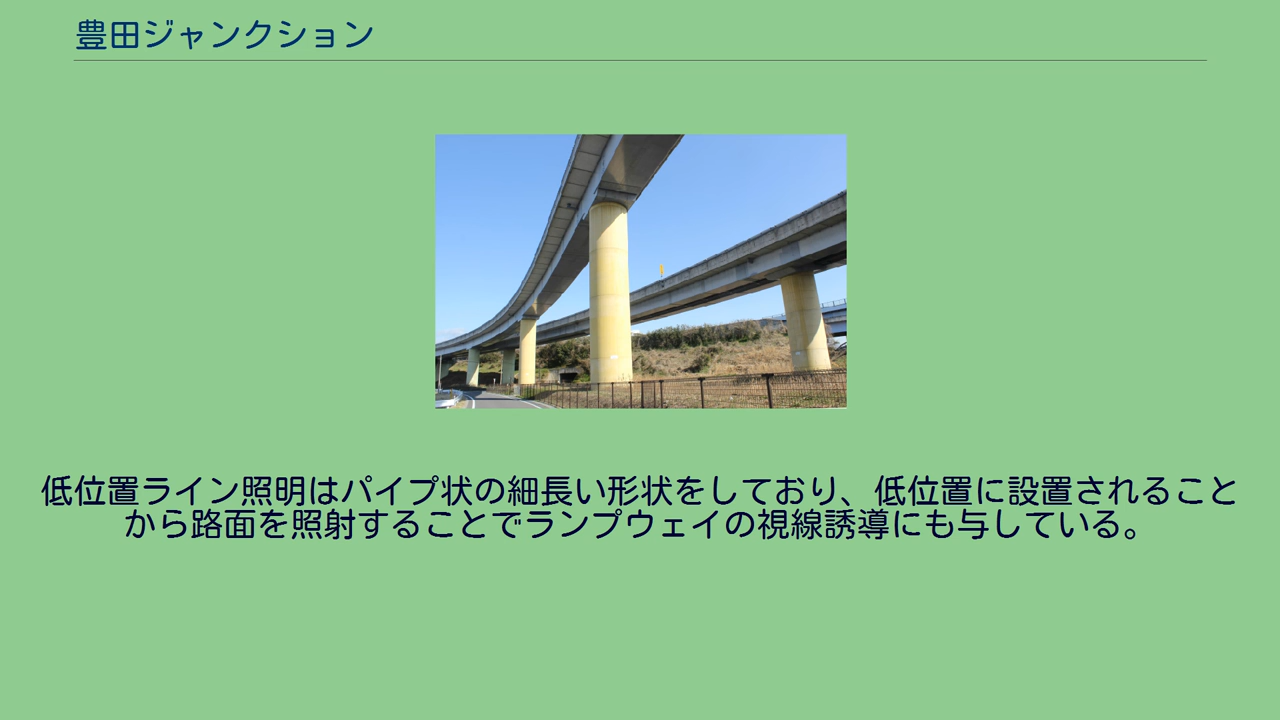 豊田ジャンクション
低位置ライン照明はパイプ状の細長い形状をしており、低位置に設置されること
から路面を照射することでランプウェイの視線誘導にも与している。